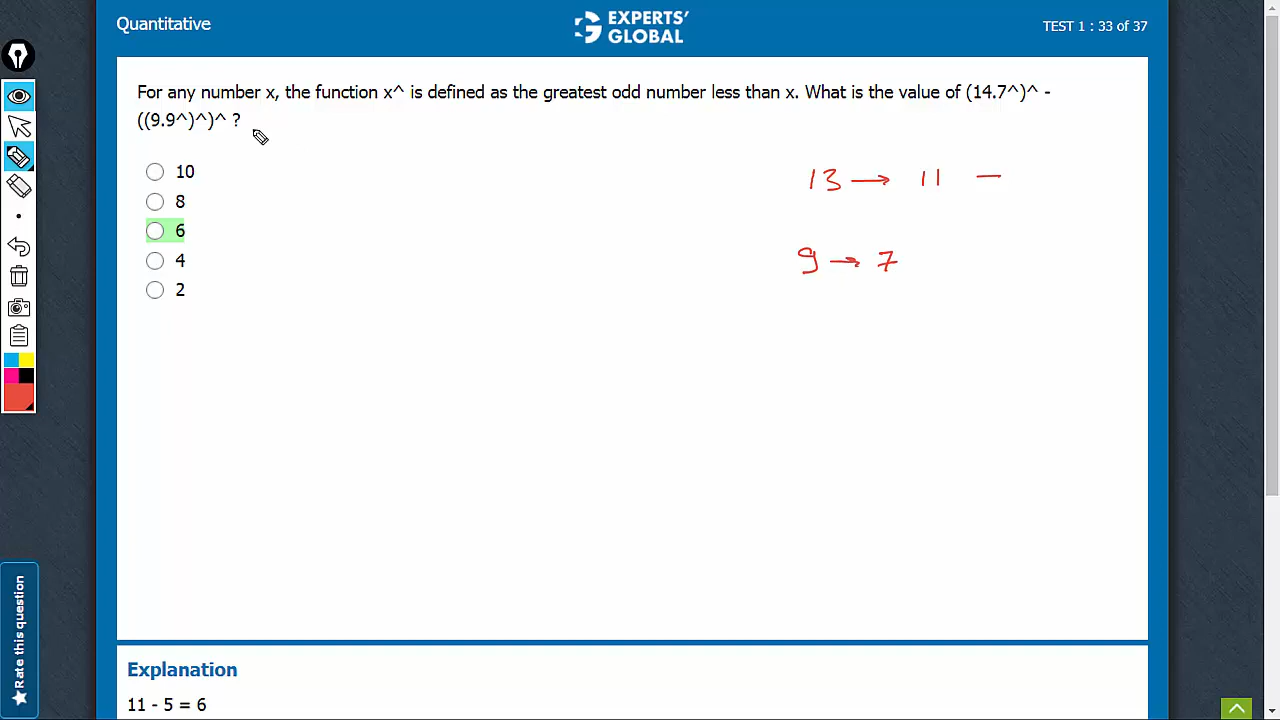 Quantitative
EXPERTS'
GLOBAL
TEST 1 : 33 of 37
For any number x, the function x^ is defined as the greatest odd number less than x. What is the value of (14.7^)^ -
((9.9^)^)^ ?
10
8
6
4
2
13 → 11 —
9 → 7
Rate this question
Explanation
11 - 5 = 6